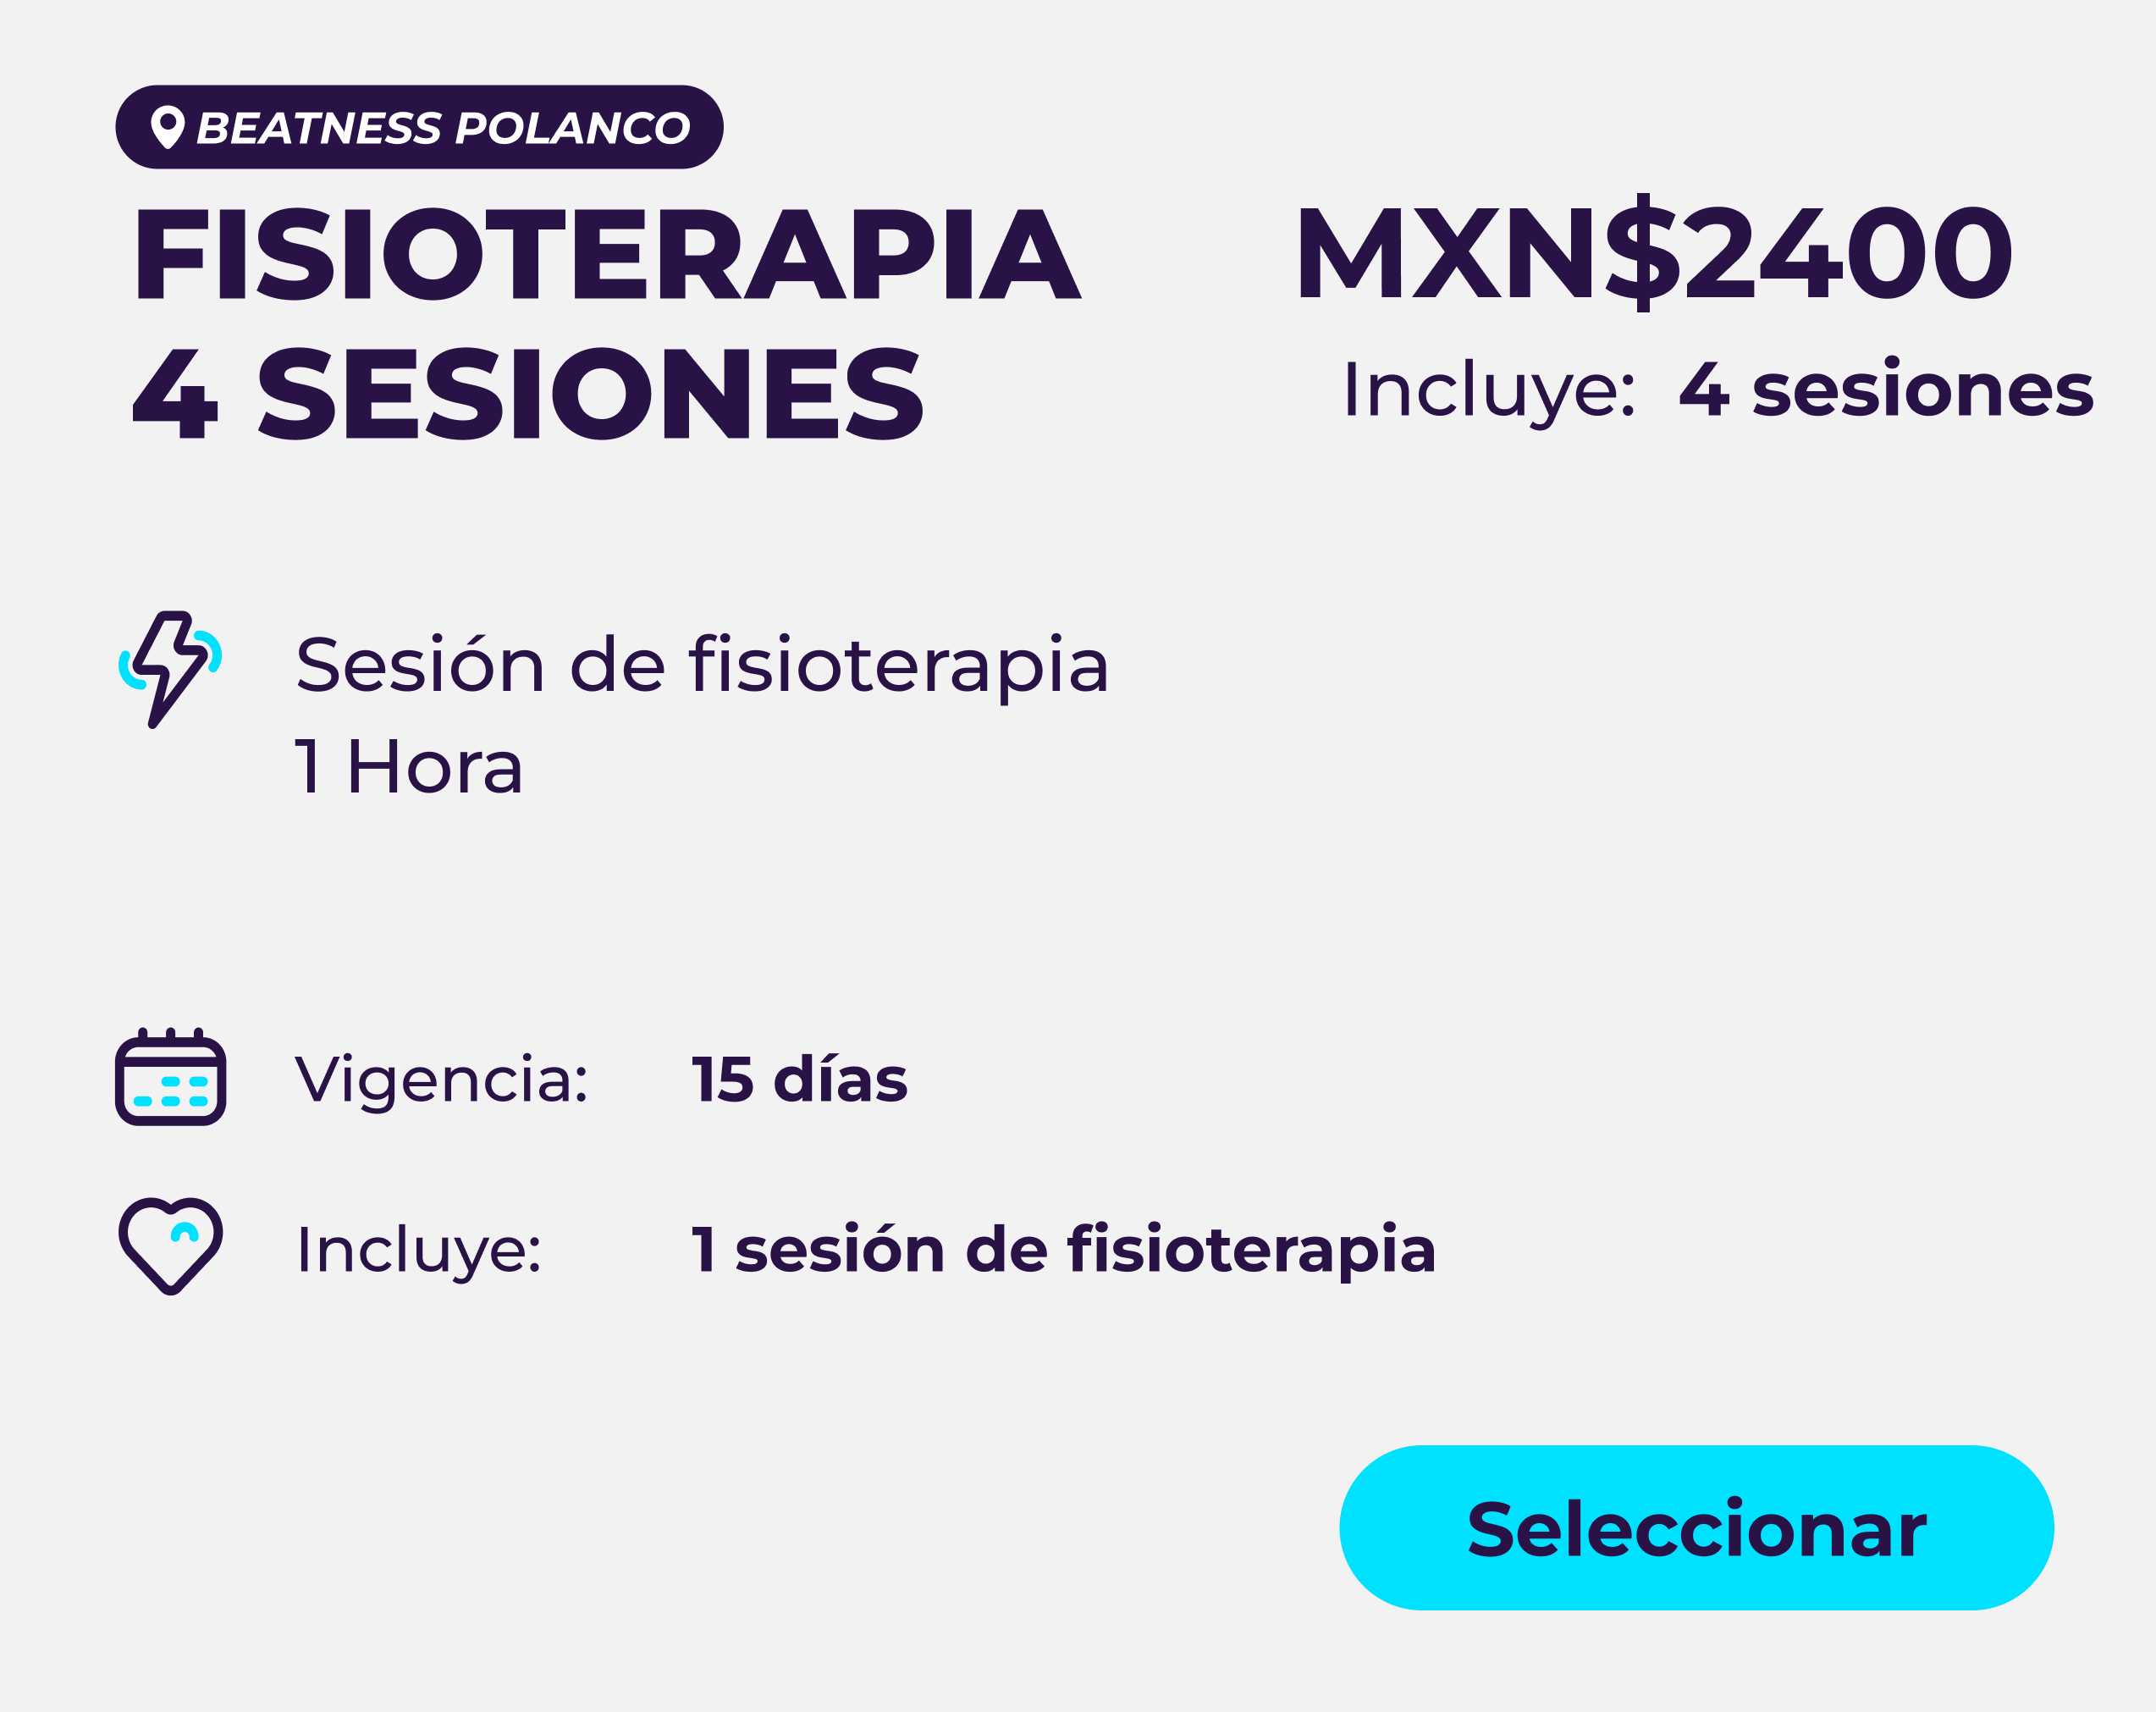 BEATNESS POLANCO
FISIOTERAPIA
4 SESIONES
MXN$2400
Incluye: 4 sesiones
Sesión de fisioterapia
1 Hora
Vigencia: 15 días
Incluye: 1 sesión de fisioterapia
Seleccionar